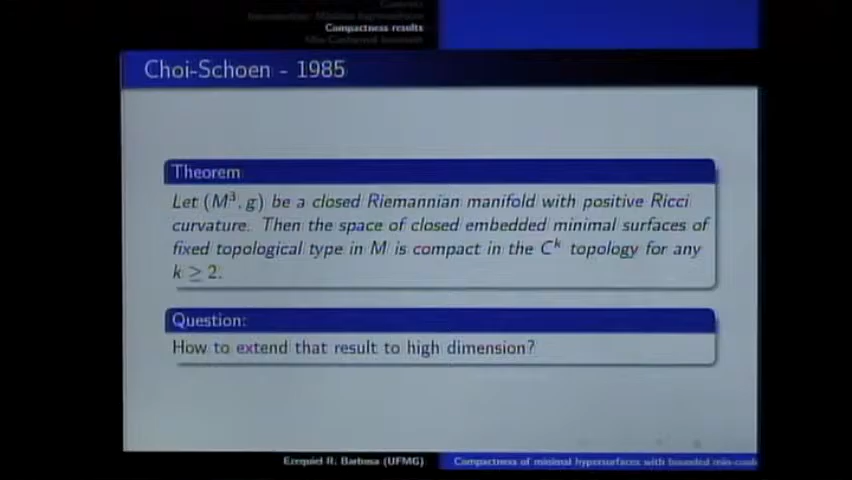 Compactness results
Choi-Schoen - 1985
Theorem
Let (M³, g) be a closed Riemannian manifold with positive Ricci
curvature. Then the space of closed embedded minimal surfaces of
fixed topological type in M is compact in the Cᵏ topology for any
k ≥ 2.
Question:
How to extend that result to high dimension?
Ezequiel R. Barbosa (UFMG)
Compactness of minimal hypersurfaces with bounded min-conf